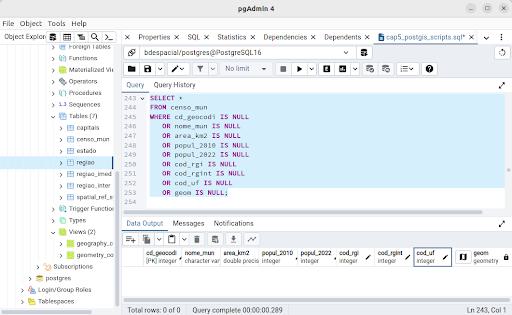 pgAdmin 4
File Object Tools Help
Object Explorer
Properties SQL Statistics Dependencies Dependents cap5_postgis_scripts.sql*
bdespacial/postgres@PostgreSQL16
No limit
Query Query History
243 SELECT *
244 FROM censo_mun
245 WHERE cd_geocodi IS NULL
246 OR nome_mun IS NULL
247 OR area_km2 IS NULL
248 OR popul_2010 IS NULL
249 OR popul_2022 IS NULL
250 OR cod_rgi IS NULL
251 OR cod_rgint IS NULL
252 OR cod_uf IS NULL
253 OR geom IS NULL;
254
Foreign Tables
Functions
Materialized Vie
Operators
Procedures
Sequences
Tables (7)
capitais
censo_mun
estado
regiao
regiao_imed
regiao_inter
spatial_ref_s
Trigger Function
Types
Views (2)
geography_c
geometry_co
Subscriptions
postgres
Login/Group Roles
Tablespaces
Data Output Messages Notifications
cd_geocodi nome_mun area_km2 popul_2010 popul_2022 cod_rgi cod_rgint cod_uf geom
[PK] integer character var double precis integer integer integer integer integer geometry
Total rows: 0 of 0 Query complete 00:00:00.289 Ln 243, Col 1